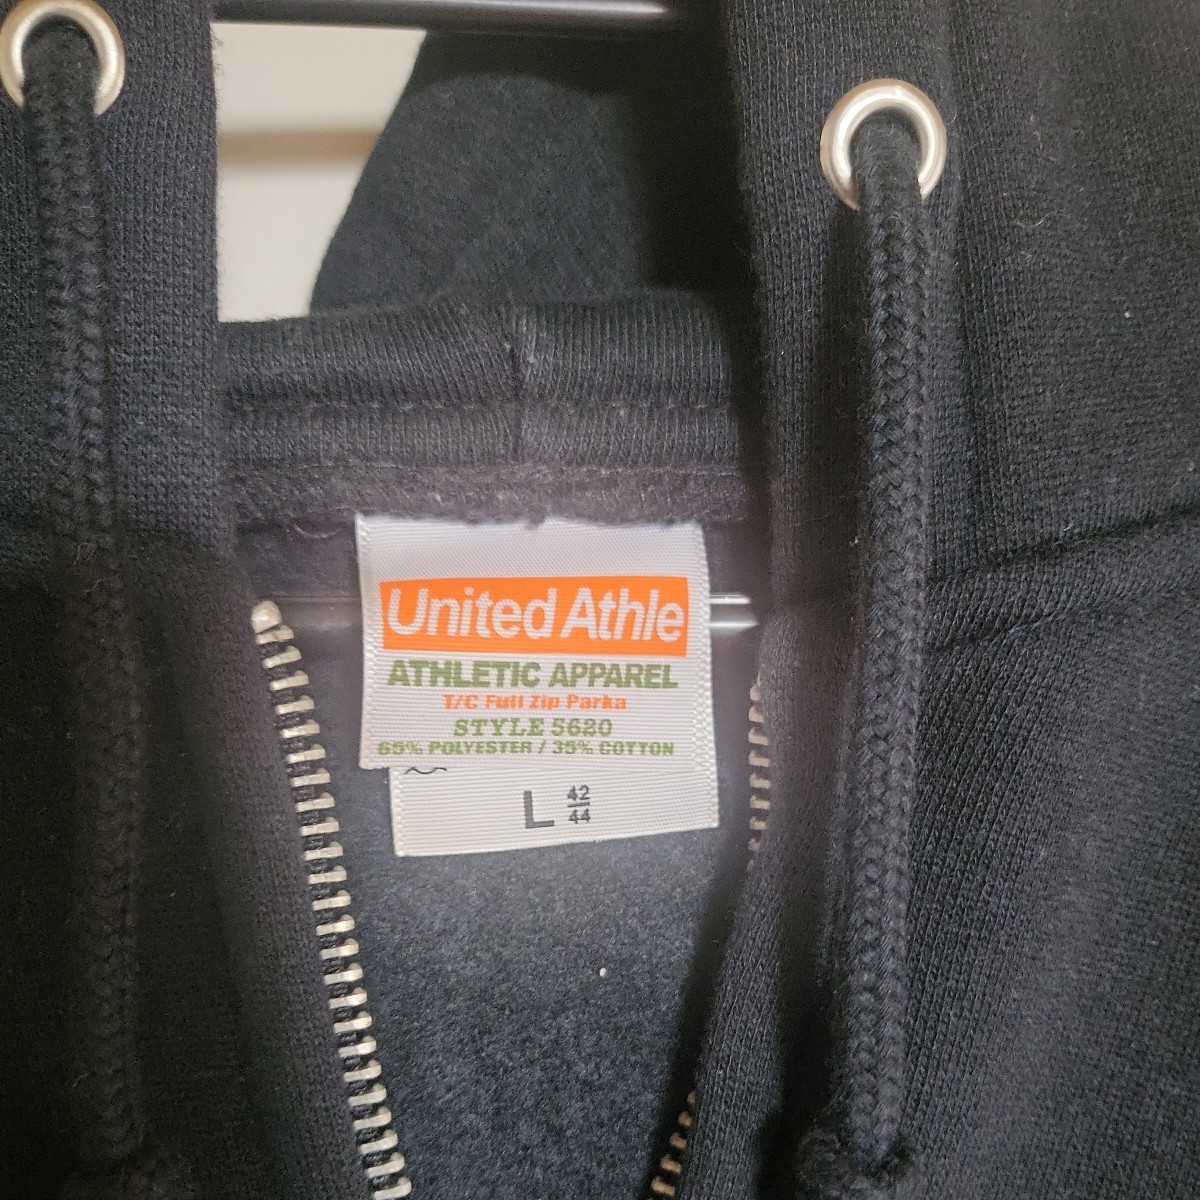 United Athle
ATHLETIC APPAREL
T/C Full Zip Parka
STYLE 5620
65% POLYESTER / 35% COTTON
L 42
44